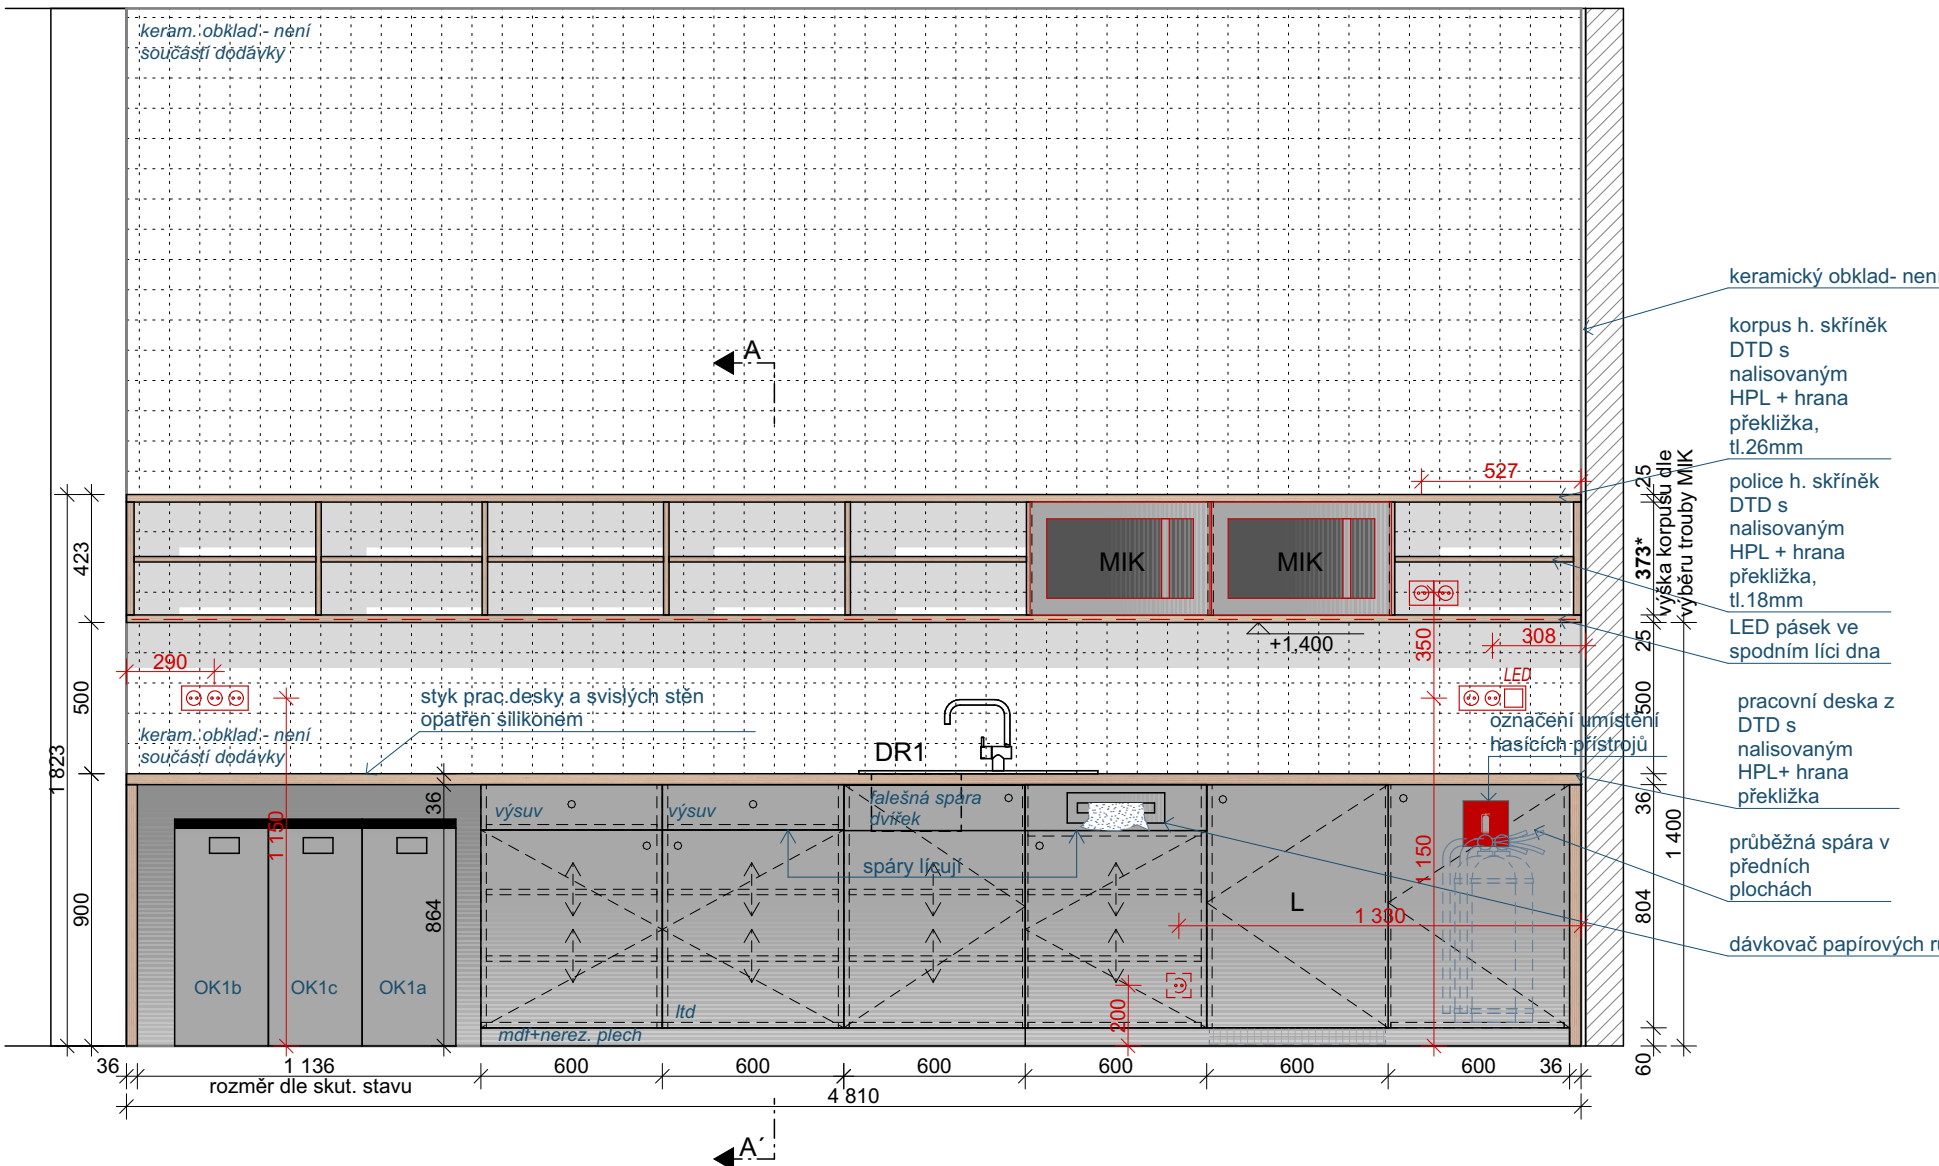 keram. obklad - není
součástí dodávky
A
keramický obklad- není
korpus h. skříněk
DTD s
nalisovaným
HPL + hrana
překližka,
tl.26mm
police h. skříněk
DTD s
nalisovaným
HPL + hrana
překližka,
tl.18mm
LED pásek ve
spodním líci dna
pracovní deska z
DTD s
nalisovaným
HPL+ hrana
překližka
průběžná spára v
předních
plochách
dávkovač papírových
527
25
výška korpusu dle
výběru trouby MIK
373*
25
500
36
1 400
804
60
MIK
MIK
+1,400
350
308
LED
označení umístění
hasících přístrojů
423
500
1 823
900
290
styk prac.desky a svislých stěn
opatřen silikonem
keram. obklad - není
součástí dodávky
DR1
36
1 150
864
výsuv
výsuv
falešná spára
dvířek
spáry lícují
1 150
L
1 330
OK1b
OK1c
OK1a
ltd
mdf+nerez. plech
200
36
1 136
600
600
600
600
600
600
36
rozměr dle skut. stavu
4 810
A´